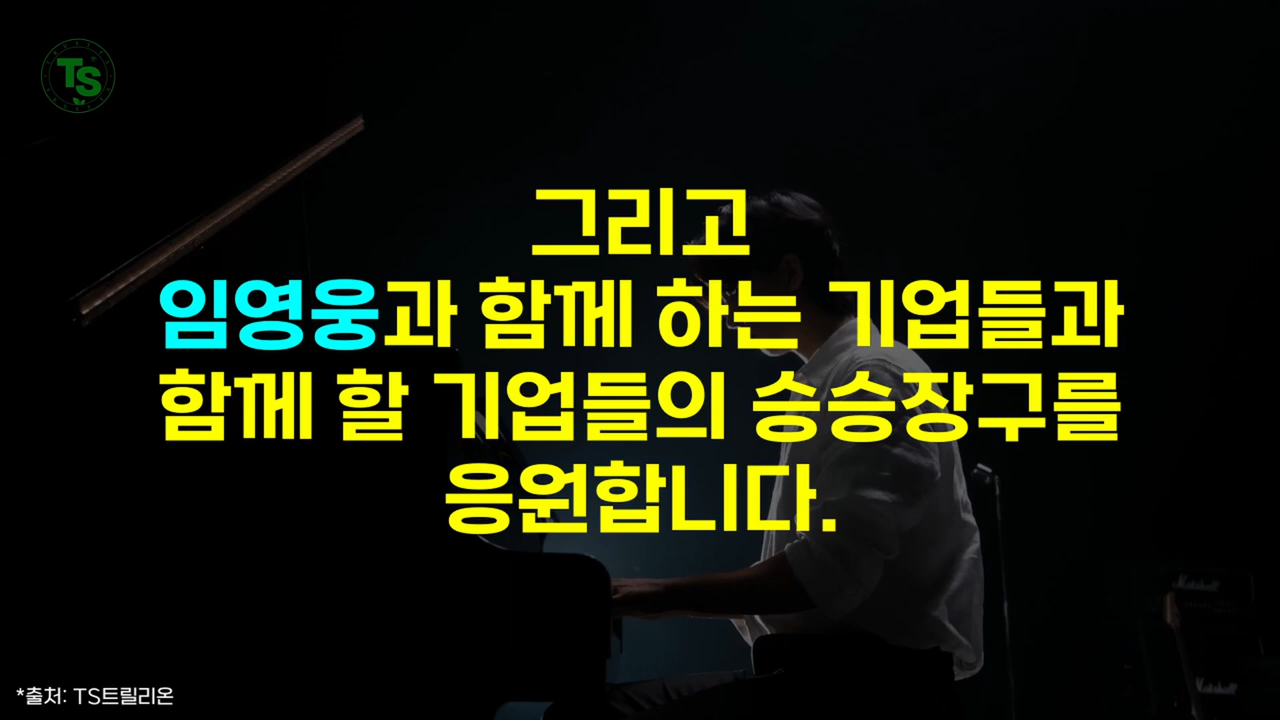 TS
그리고
임영웅과 함께 하는 기업들과
함께 할 기업들의 승승장구를
응원합니다.
Marshall
Marshall
*출처: TS트릴리온